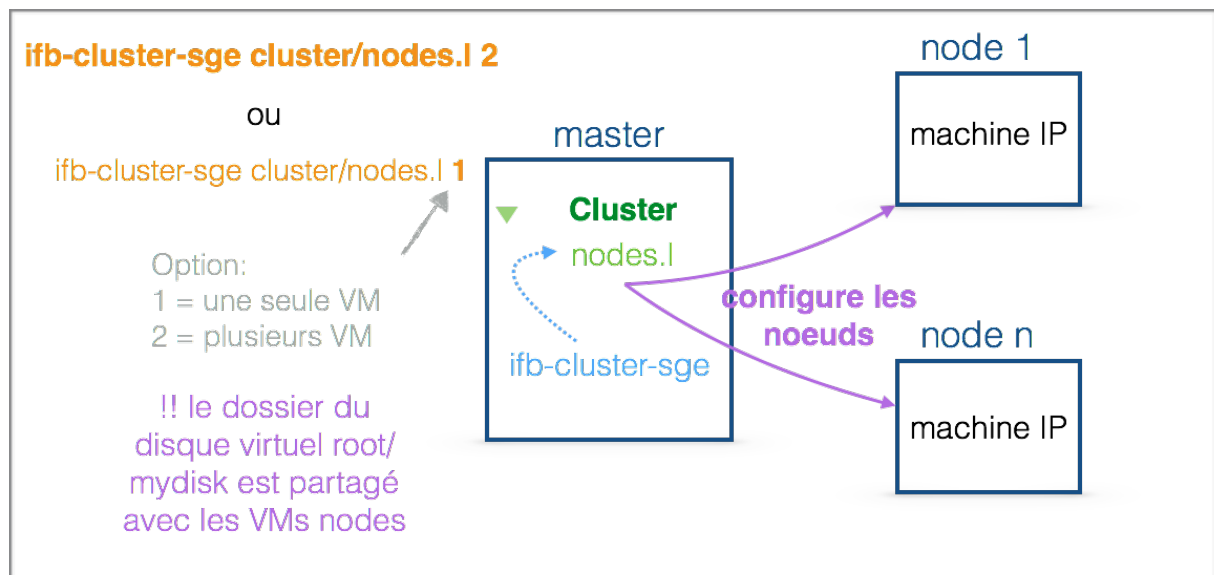 ifb-cluster-sge cluster/nodes.l 2
ou
ifb-cluster-sge cluster/nodes.l 1
Option:
1 = une seule VM
2 = plusieurs VM
!! le dossier du
disque virtuel root/
mydisk est partagé
avec les VMs nodes
master
Cluster
nodes.l
ifb-cluster-sge
configure les
noeuds
node 1
machine IP
node n
machine IP